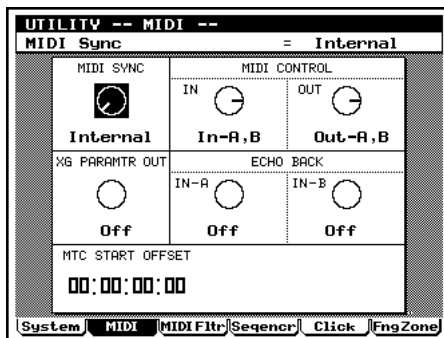 UTILITY -- MIDI --
MIDI Sync = Internal
MIDI SYNC
Internal
MIDI CONTROL
IN
In-A,B
OUT
Out-A,B
XG PARAMTR OUT
Off
ECHO BACK
IN-A
Off
IN-B
Off
MTC START OFFSET
00:00:00:00
System MIDI MIDI Fltr Seqencr Click FngZone